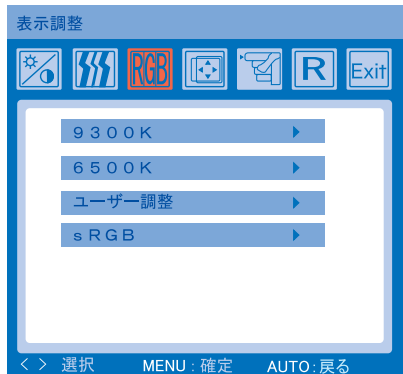 表示調整
RGB R Exit
９３００Ｋ
６５００Ｋ
ユーザー調整
ｓＲＧＢ
＜ ＞ 選択 MENU：確定 AUTO：戻る